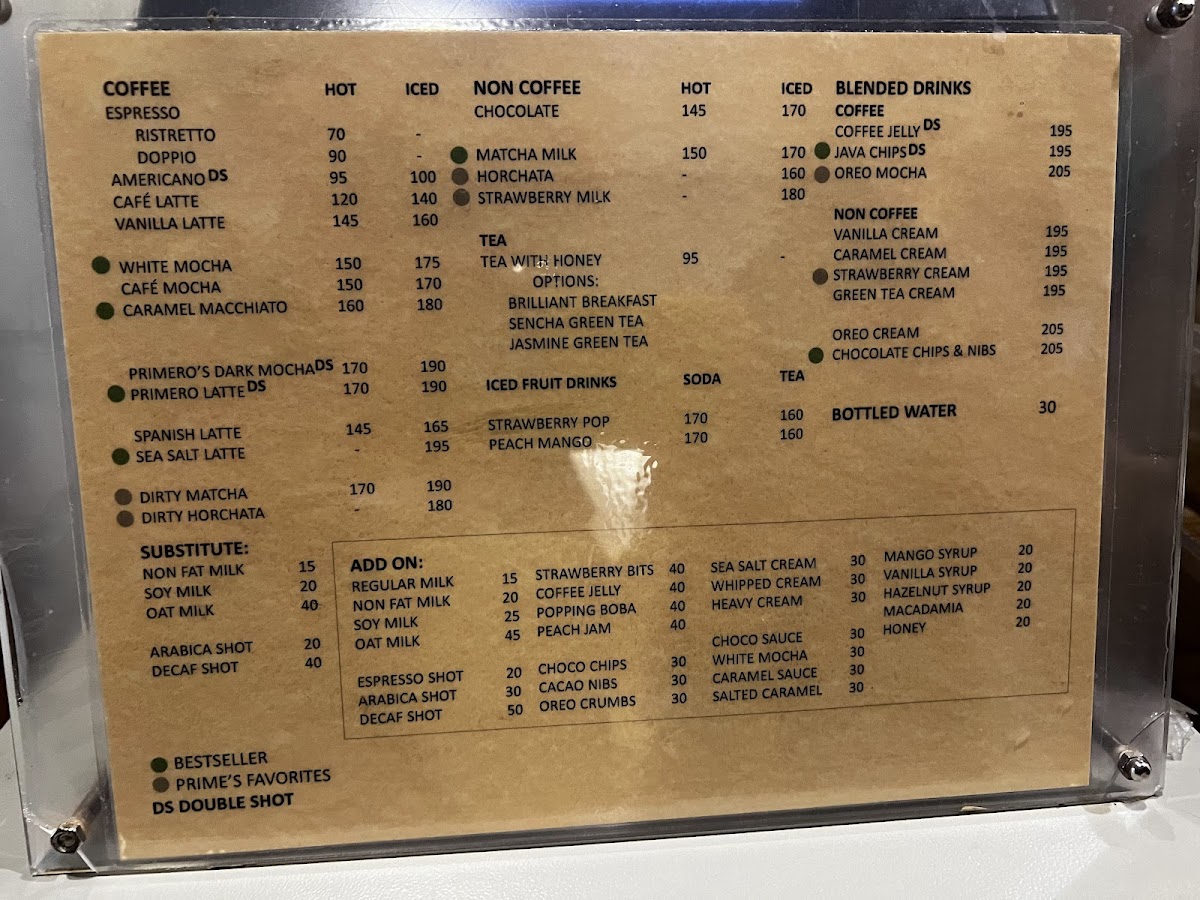 COFFEE HOT ICED
ESPRESSO
RISTRETTO 70 -
DOPPIO 90 -
AMERICANO DS 95 100
CAFÉ LATTE 120 140
VANILLA LATTE 145 160
WHITE MOCHA 150 175
CAFÉ MOCHA 150 170
CARAMEL MACCHIATO 160 180
PRIMERO'S DARK MOCHA DS 170 190
PRIMERO LATTE DS 170 190
SPANISH LATTE 145 165
SEA SALT LATTE - 195
DIRTY MATCHA 170 190
DIRTY HORCHATA - 180
NON COFFEE HOT ICED
CHOCOLATE 145 170
MATCHA MILK 150 170
HORCHATA - 160
STRAWBERRY MILK - 180
TEA
TEA WITH HONEY 95 -
OPTIONS:
BRILLIANT BREAKFAST
SENCHA GREEN TEA
JASMINE GREEN TEA
ICED FRUIT DRINKS SODA TEA
STRAWBERRY POP 170 160
PEACH MANGO 170 160
BLENDED DRINKS
COFFEE
COFFEE JELLY DS 195
JAVA CHIPS DS 195
OREO MOCHA 205
NON COFFEE
VANILLA CREAM 195
CARAMEL CREAM 195
STRAWBERRY CREAM 195
GREEN TEA CREAM 195
OREO CREAM 205
CHOCOLATE CHIPS & NIBS 205
BOTTLED WATER 30
SUBSTITUTE:
NON FAT MILK 15
SOY MILK 20
OAT MILK 40
ARABICA SHOT 20
DECAF SHOT 40
ADD ON:
REGULAR MILK 15
NON FAT MILK 20
SOY MILK 25
OAT MILK 45
ESPRESSO SHOT 20
ARABICA SHOT 30
DECAF SHOT 50
STRAWBERRY BITS 40
COFFEE JELLY 40
POPPING BOBA 40
PEACH JAM 40
CHOCO CHIPS 30
CACAO NIBS 30
OREO CRUMBS 30
SEA SALT CREAM 30
WHIPPED CREAM 30
HEAVY CREAM 30
CHOCO SAUCE 30
WHITE MOCHA 30
CARAMEL SAUCE 30
SALTED CARAMEL 30
MANGO SYRUP 20
VANILLA SYRUP 20
HAZELNUT SYRUP 20
MACADAMIA 20
HONEY 20
BESTSELLER
PRIME'S FAVORITES
DS DOUBLE SHOT